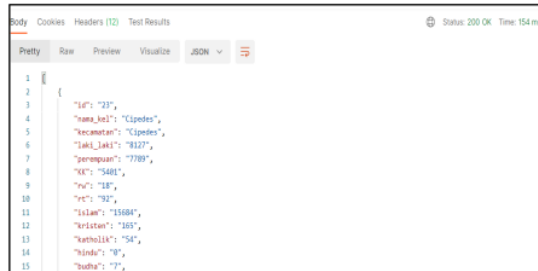 Body Cookies Headers (12) Test Results Status: 200 OK Time: 154 m
Pretty Raw Preview Visualize JSON
1 [
2 {
3 "id": "23",
4 "nama_kel": "Cipedes",
5 "kecamatan": "Cipedes",
6 "laki_laki": "8127",
7 "perempuan": "7789",
8 "KK": "5401",
9 "rw": "18",
10 "rt": "92",
11 "islam": "15684",
12 "kristen": "165",
13 "katholik": "54",
14 "hindu": "0",
15 "budha": "7",